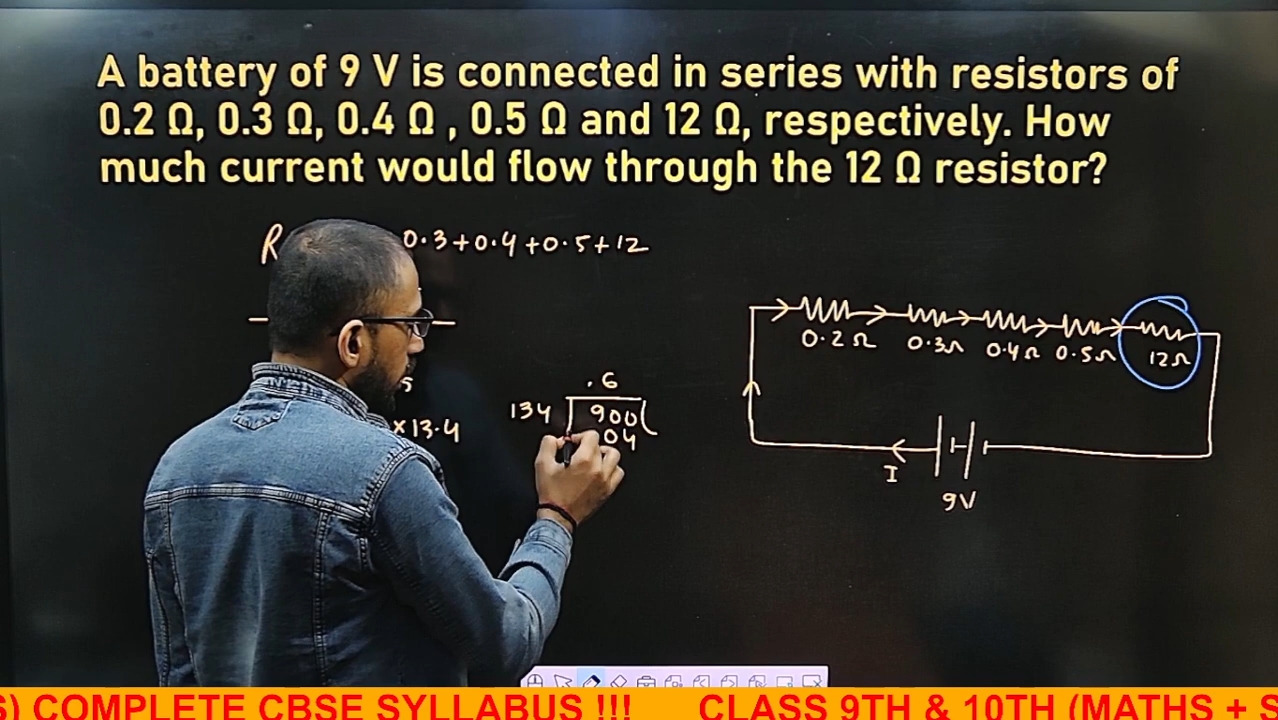 A battery of 9 V is connected in series with resistors of
0.2 Ω, 0.3 Ω, 0.4 Ω , 0.5 Ω and 12 Ω, respectively. How
much current would flow through the 12 Ω resistor?
R 0.3+0.4+0.5+12
0.2Ω 0.3Ω 0.4Ω 0.5Ω 12Ω
.6
134 900
x 13.4 04
I
9V
S) COMPLETE CBSE SYLLABUS !!! CLASS 9TH & 10TH (MATHS + S